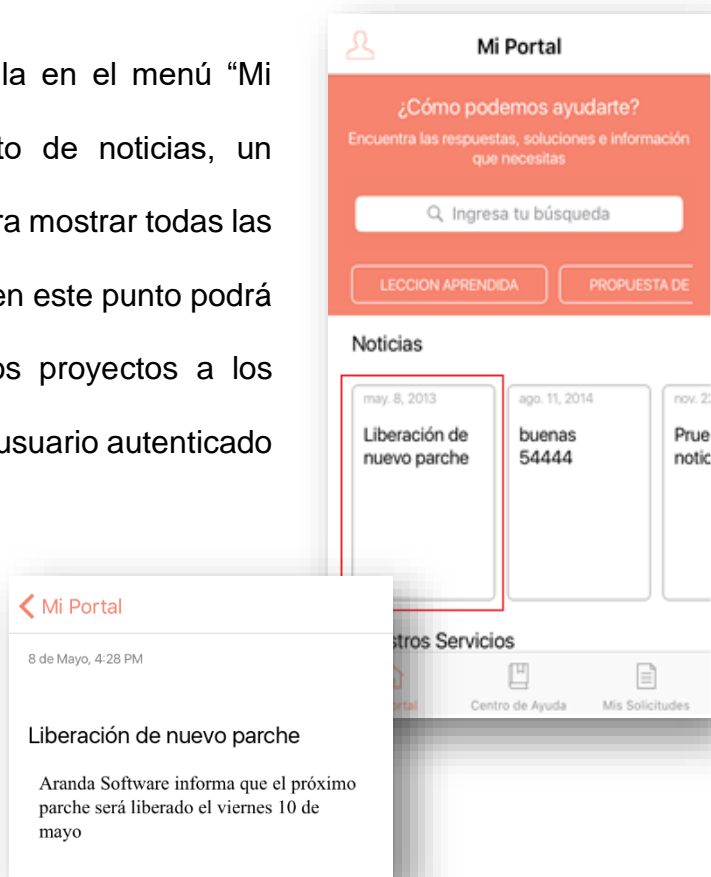 la en el menú “Mi
to de noticias, un
ra mostrar todas las
en este punto podrá
os proyectos a los
usuario autenticado
Mi Portal
¿Cómo podemos ayudarte?
Encuentra las respuestas, soluciones e información
que necesitas
Ingresa tu búsqueda
LECCION APRENDIDA
PROPUESTA DE
Noticias
may. 8, 2013
Liberación de
nuevo parche
ago. 11, 2014
buenas
54444
nov. 2
Prue
notic
stros Servicios
ortal
Centro de Ayuda
Mis Solicitudes
Mi Portal
8 de Mayo, 4:28 PM
Liberación de nuevo parche
Aranda Software informa que el próximo
parche será liberado el viernes 10 de
mayo